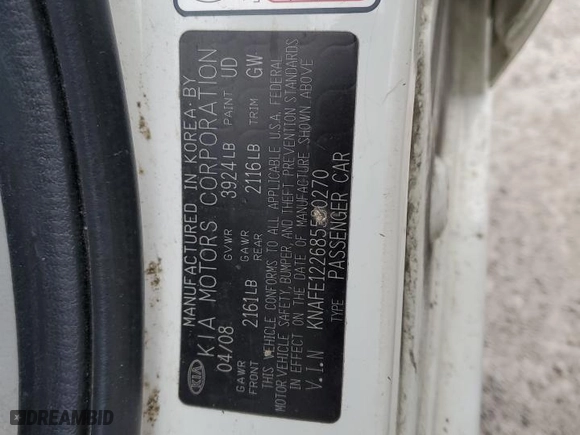 MANUFACTURED IN KOREA BY
KIA KIA MOTORS CORPORATION
04/08 GVWR 3924LB PAINT UD
GAWR FRONT 2161LB GAWR REAR 2116LB TRIM GW
THIS VEHICLE CONFORMS TO ALL APPLICABLE U.S.A. FEDERAL
MOTOR VEHICLE SAFETY, BUMPER, AND THEFT PREVENTION STANDARDS
IN EFFECT ON THE DATE OF MANUFACTURE SHOWN ABOVE
V.I.N
TYPE PASSENGER CAR
DREAMBID